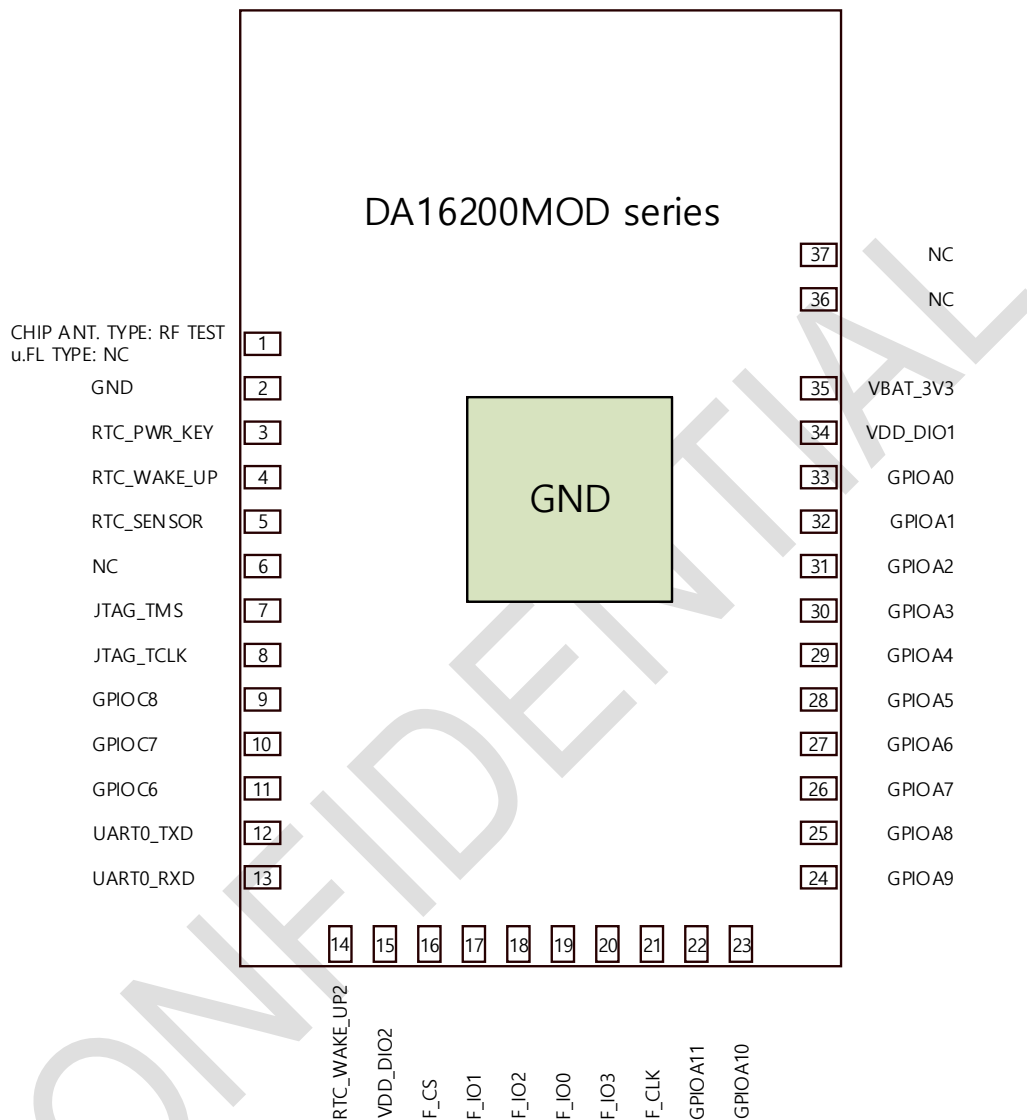 DA16200MOD series
37 NC
36 NC
CHIP ANT. TYPE: RF TEST
u.FL TYPE: NC
1
GND 2
35 VBAT_3V3
RTC_PWR_KEY 3
34 VDD_DIO1
RTC_WAKE_UP 4
33 GPIOA0
GND
RTC_SENSOR 5
32 GPIOA1
NC 6
31 GPIOA2
JTAG_TMS 7
30 GPIOA3
JTAG_TCLK 8
29 GPIOA4
GPIOC8 9
28 GPIOA5
GPIOC7 10
27 GPIOA6
GPIOC6 11
26 GPIOA7
UART0_TXD 12
25 GPIOA8
UART0_RXD 13
24 GPIOA9
14 15 16 17 18 19 20 21 22 23
RTC_WAKE_UP2
VDD_DIO2
F_CS
F_IO1
F_IO2
F_IO0
F_IO3
F_CLK
GPIOA11
GPIOA10
ONFIDENTIAL